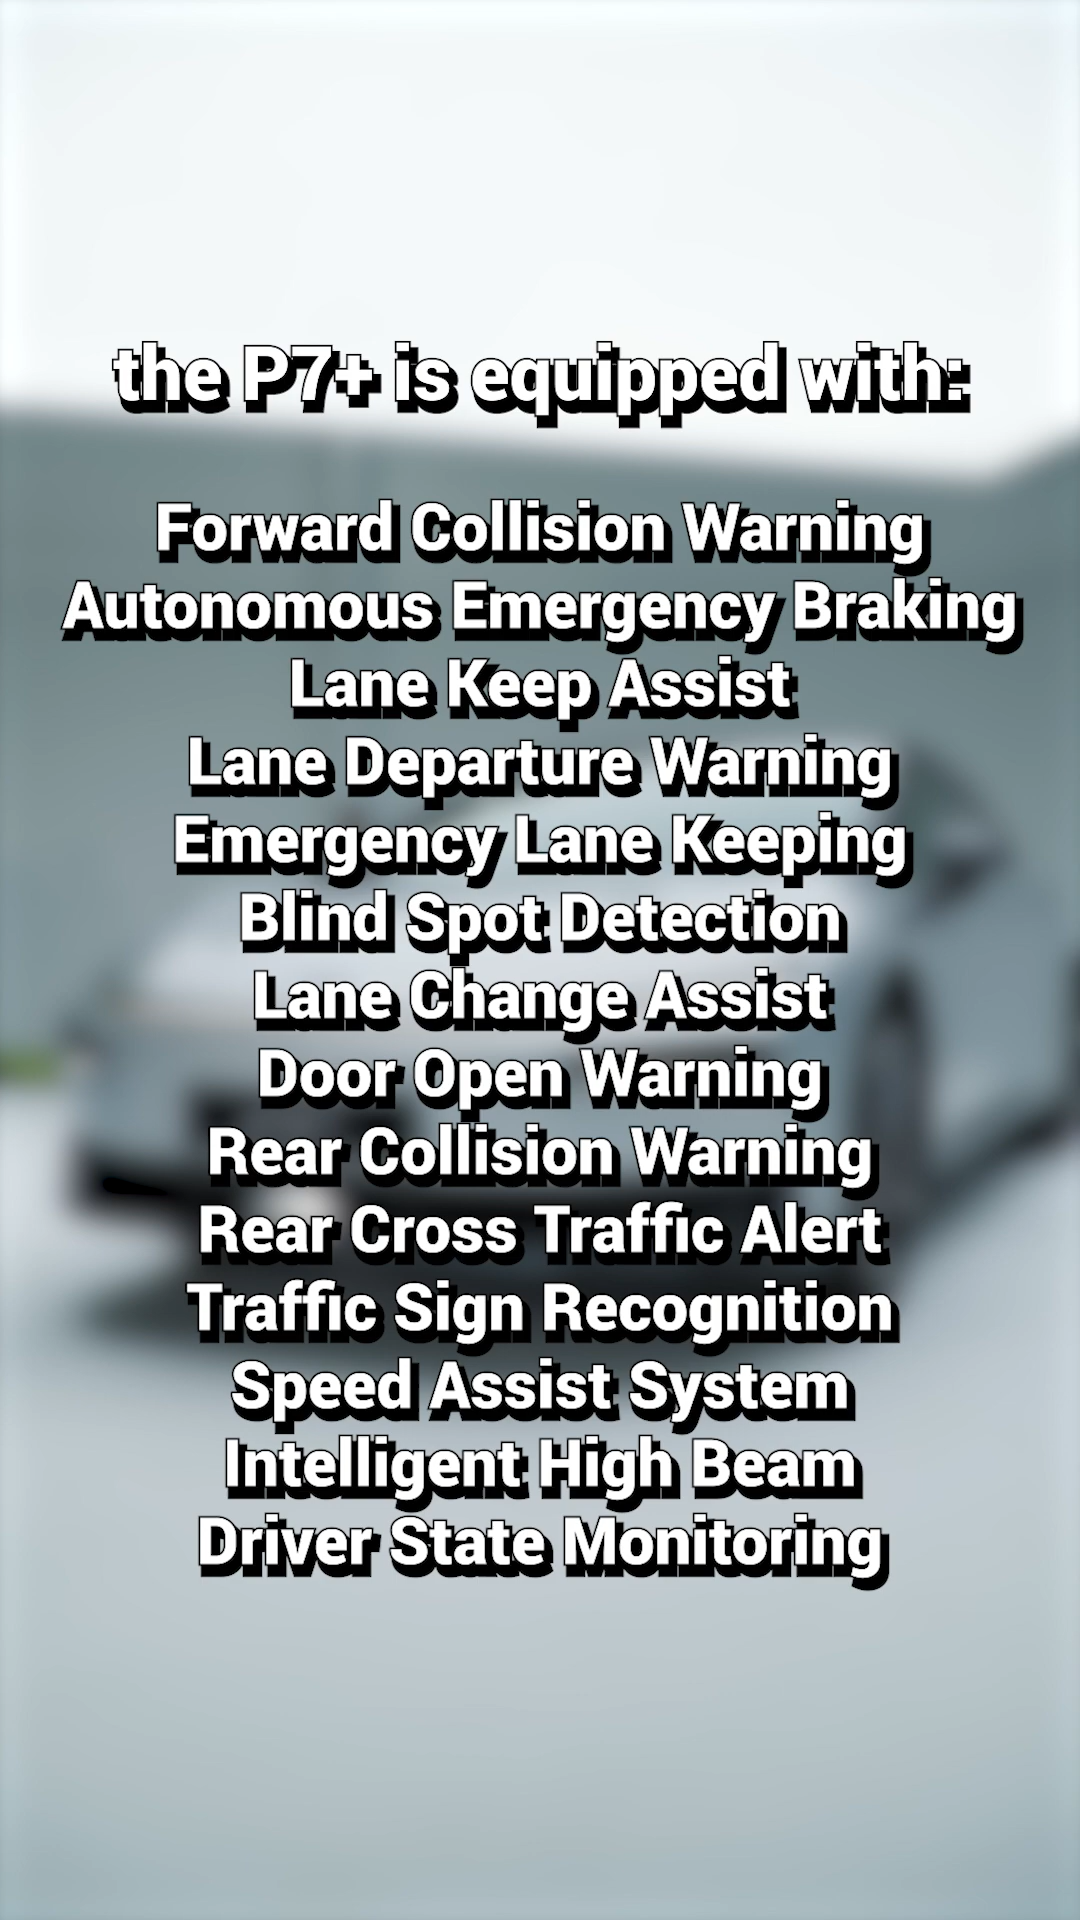 the P7+ is equipped with:
Forward Collision Warning
Autonomous Emergency Braking
Lane Keep Assist
Lane Departure Warning
Emergency Lane Keeping
Blind Spot Detection
Lane Change Assist
Door Open Warning
Rear Collision Warning
Rear Cross Traffic Alert
Traffic Sign Recognition
Speed Assist System
Intelligent High Beam
Driver State Monitoring